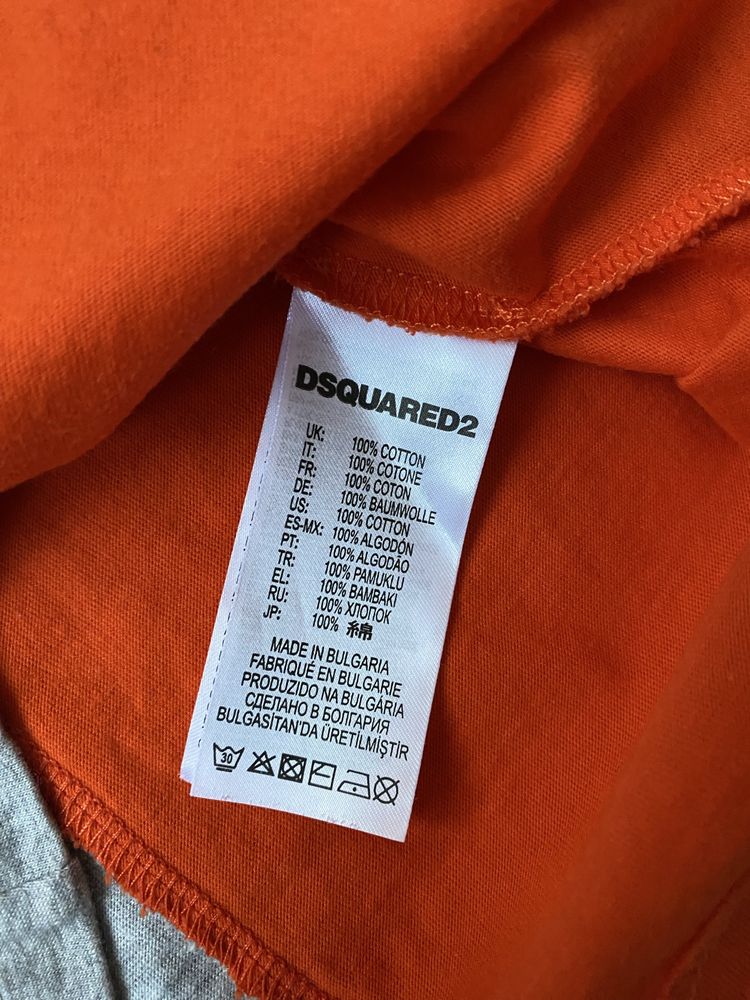 DSQUARED2
UK: 100% COTTON
IT: 100% COTONE
FR: 100% COTON
DE: 100% BAUMWOLLE
US: 100% COTTON
ES-MX: 100% ALGODÓN
PT: 100% ALGODÃO
TR: 100% PAMUKLU
EL: 100% BAMBAKI
RU: 100% ХЛОПОК
JP: 100% 綿
MADE IN BULGARIA
FABRIQUÉ EN BULGARIE
PRODUZIDO NA BULGÁRIA
СДЕЛАНО В БОЛГАРИЯ
BULGASİTAN'DA ÜRETİLMİŞTİR
30